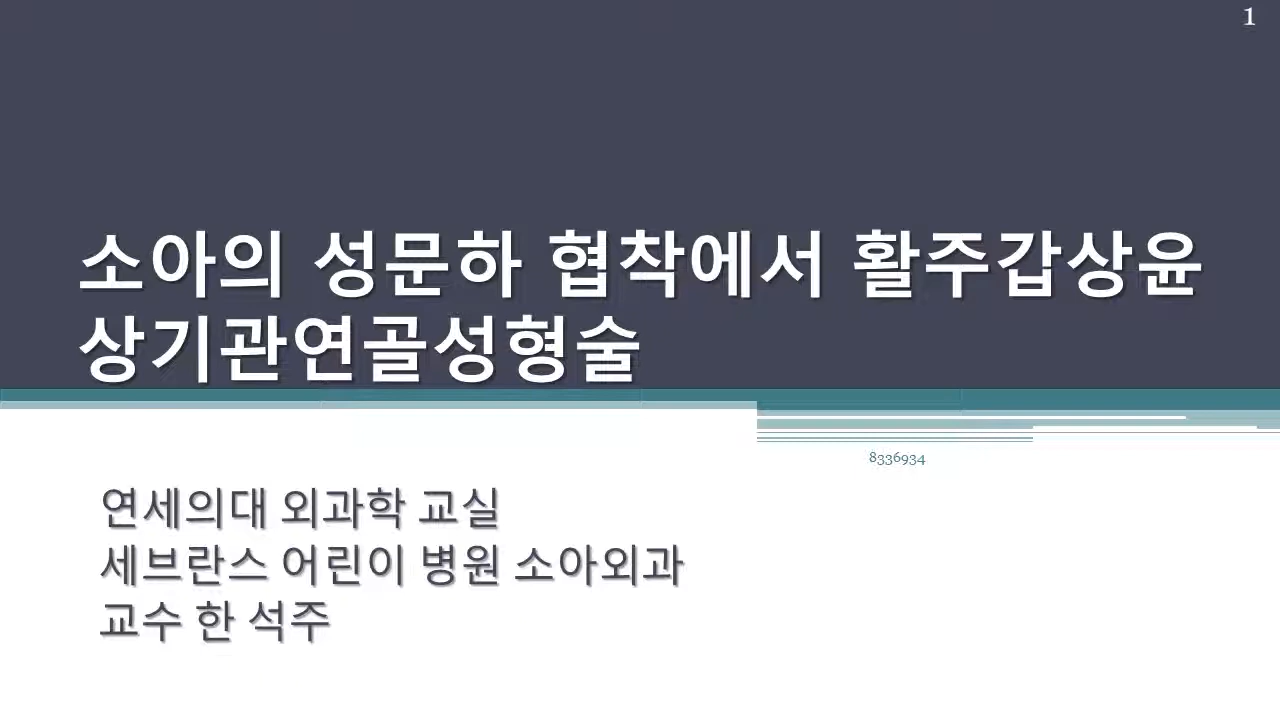 1
소아의 성문하 협착에서 활주갑상윤
상기관연골성형술
8336934
연세의대 외과학 교실
세브란스 어린이 병원 소아외과
교수 한 석주